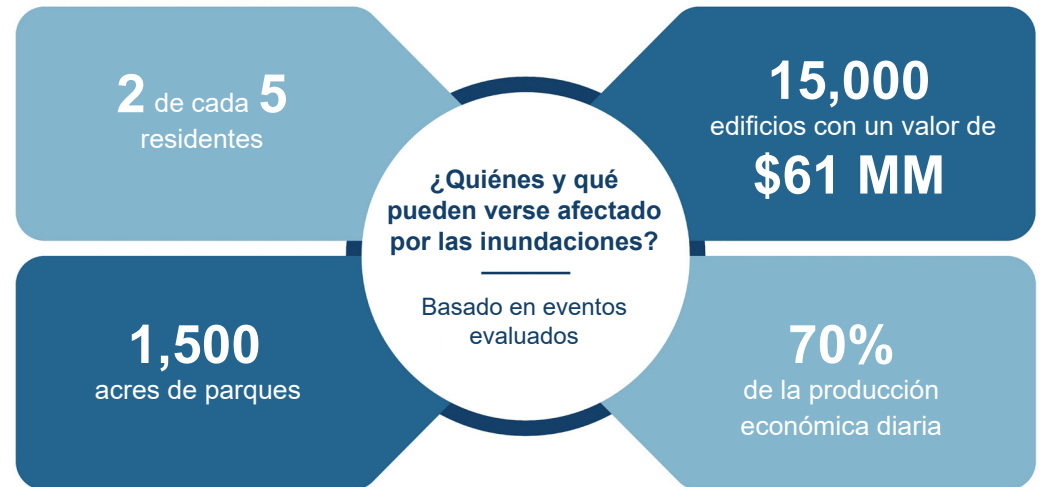 2 de cada 5
residentes
15,000
edificios con un valor de
$61 MM
¿Quiénes y qué
pueden verse afectado
por las inundaciones?
Basado en eventos
evaluados
1,500
acres de parques
70%
de la producción
económica diaria